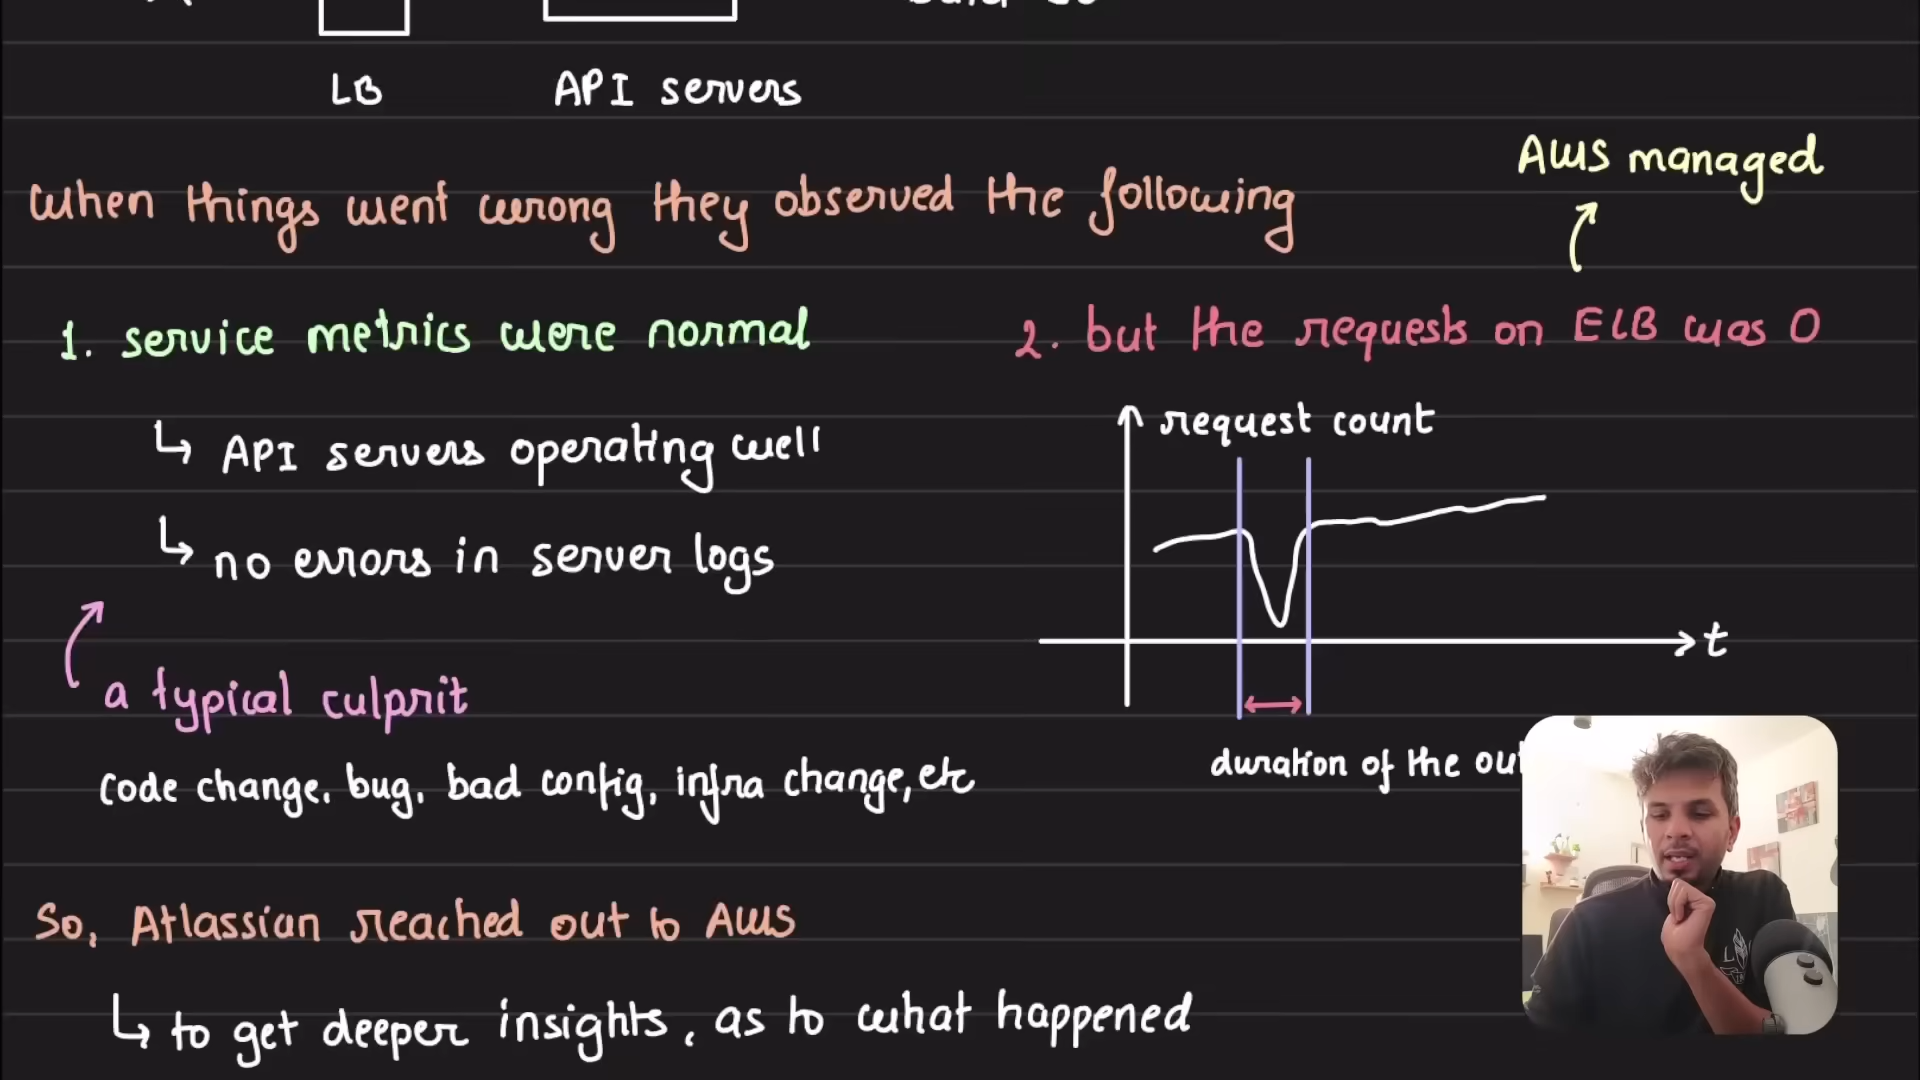 LB
API servers
AWS managed
When things went wrong they observed the following
1. service metrics were normal
2. but the requests on ELB was 0
↳ API servers operating well
↳ no errors in server logs
request count
t
a typical culprit
code change, bug, bad config, infra change, etc
duration of the
So, Atlassian reached out to AWS
↳ to get deeper insights, as to what happened